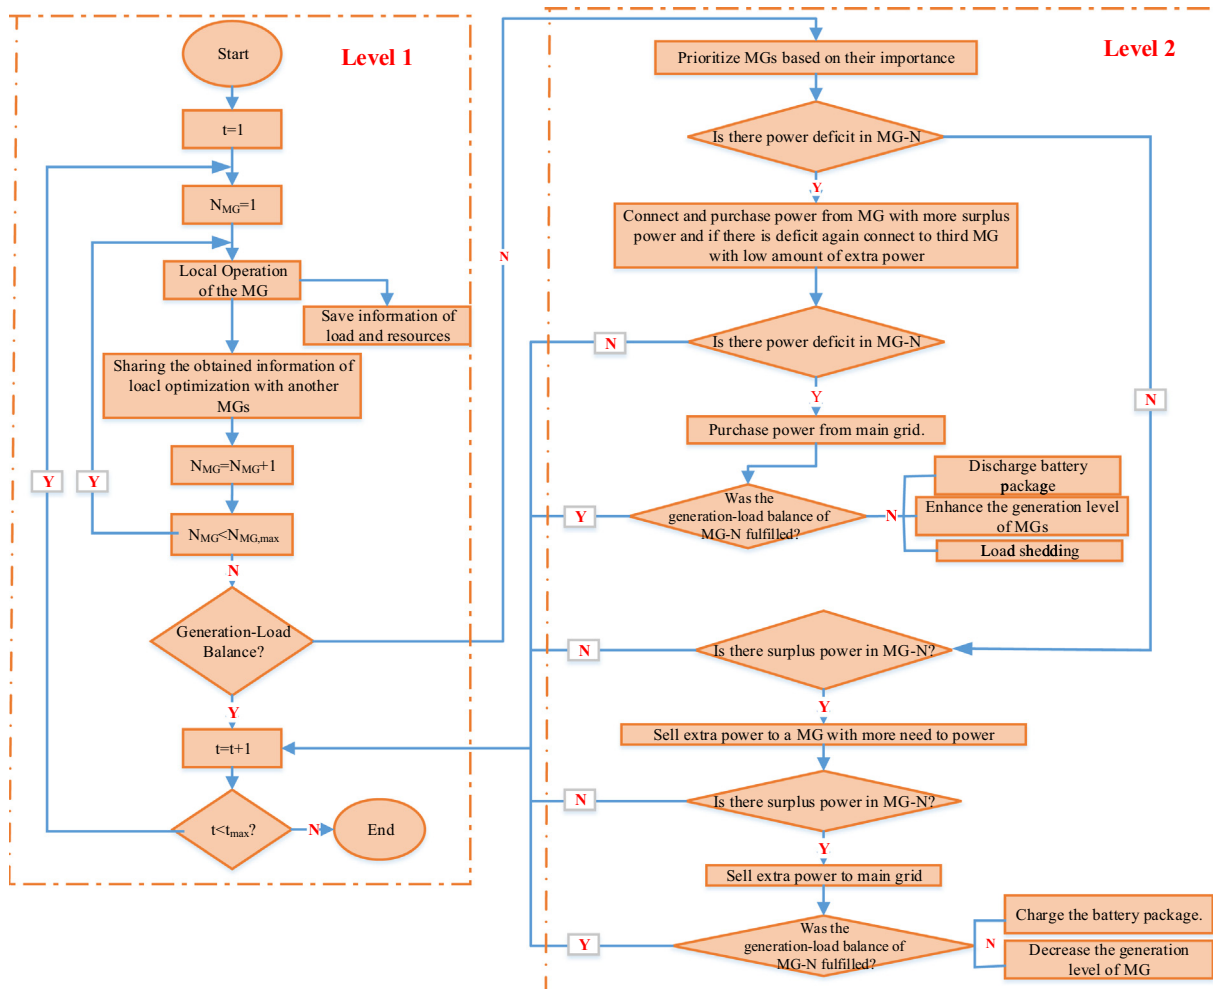 Start
Level 1
t=1
NMG=1
Local Operation
of the MG
Save information of
load and resources
Sharing the obtained information of
loacl optimization with another
MGs
NMG=NMG+1
Y
Y
NMG<NMG,max
N
Generation-Load
Balance?
Y
t=t+1
t<tmax?
N
End
N
Level 2
Prioritize MGs based on their importance
Is there power deficit in MG-N
Y
N
Connect and purchase power from MG with more surplus
power and if there is deficit again connect to third MG
with low amount of extra power
Is there power deficit in MG-N
N
Y
Purchase power from main grid.
Was the
generation-load balance of
MG-N fulfilled?
Y
N
Discharge battery
package
Enhance the generation level
of MGs
Load shedding
Is there surplus power in MG-N?
N
Y
Sell extra power to a MG with more need to power
Is there surplus power in MG-N?
N
Y
Sell extra power to main grid
Was the
generation-load balance of
MG-N fulfilled?
Y
N
Charge the battery package.
Decrease the generation
level of MG